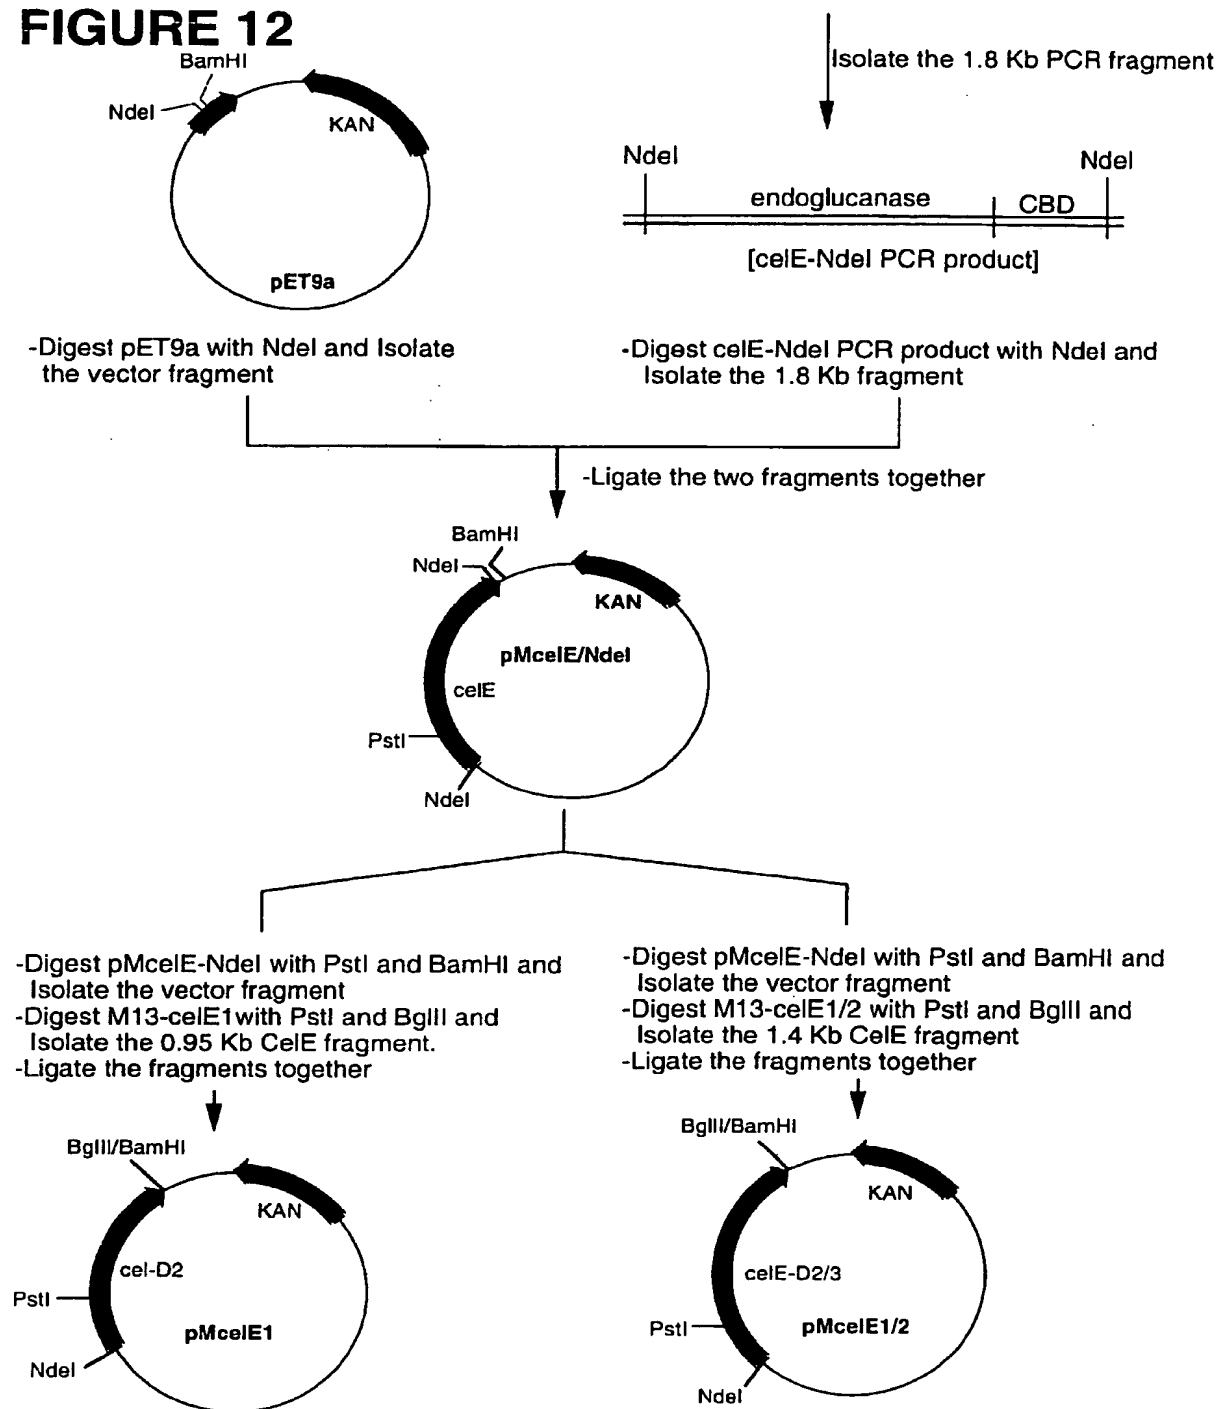 FIGURE 12
BamHI
NdeI
KAN
pET9a
Isolate the 1.8 Kb PCR fragment
NdeI
NdeI
endoglucanase
CBD
[celE-NdeI PCR product]
-Digest pET9a with NdeI and Isolate
the vector fragment
-Digest celE-NdeI PCR product with NdeI and
Isolate the 1.8 Kb fragment
-Ligate the two fragments together
BamHI
NdeI
KAN
pMcelE/NdeI
celE
PstI
NdeI
-Digest pMcelE-NdeI with PstI and BamHI and
Isolate the vector fragment
-Digest M13-celE1with PstI and BglII and
Isolate the 0.95 Kb CelE fragment.
-Ligate the fragments together
-Digest pMcelE-NdeI with PstI and BamHI and
Isolate the vector fragment
-Digest M13-celE1/2 with PstI and BglII and
Isolate the 1.4 Kb CelE fragment
-Ligate the fragments together
BglII/BamHI
KAN
cel-D2
PstI
pMcelE1
NdeI
BglII/BamHI
KAN
celE-D2/3
PstI
pMcelE1/2
NdeI